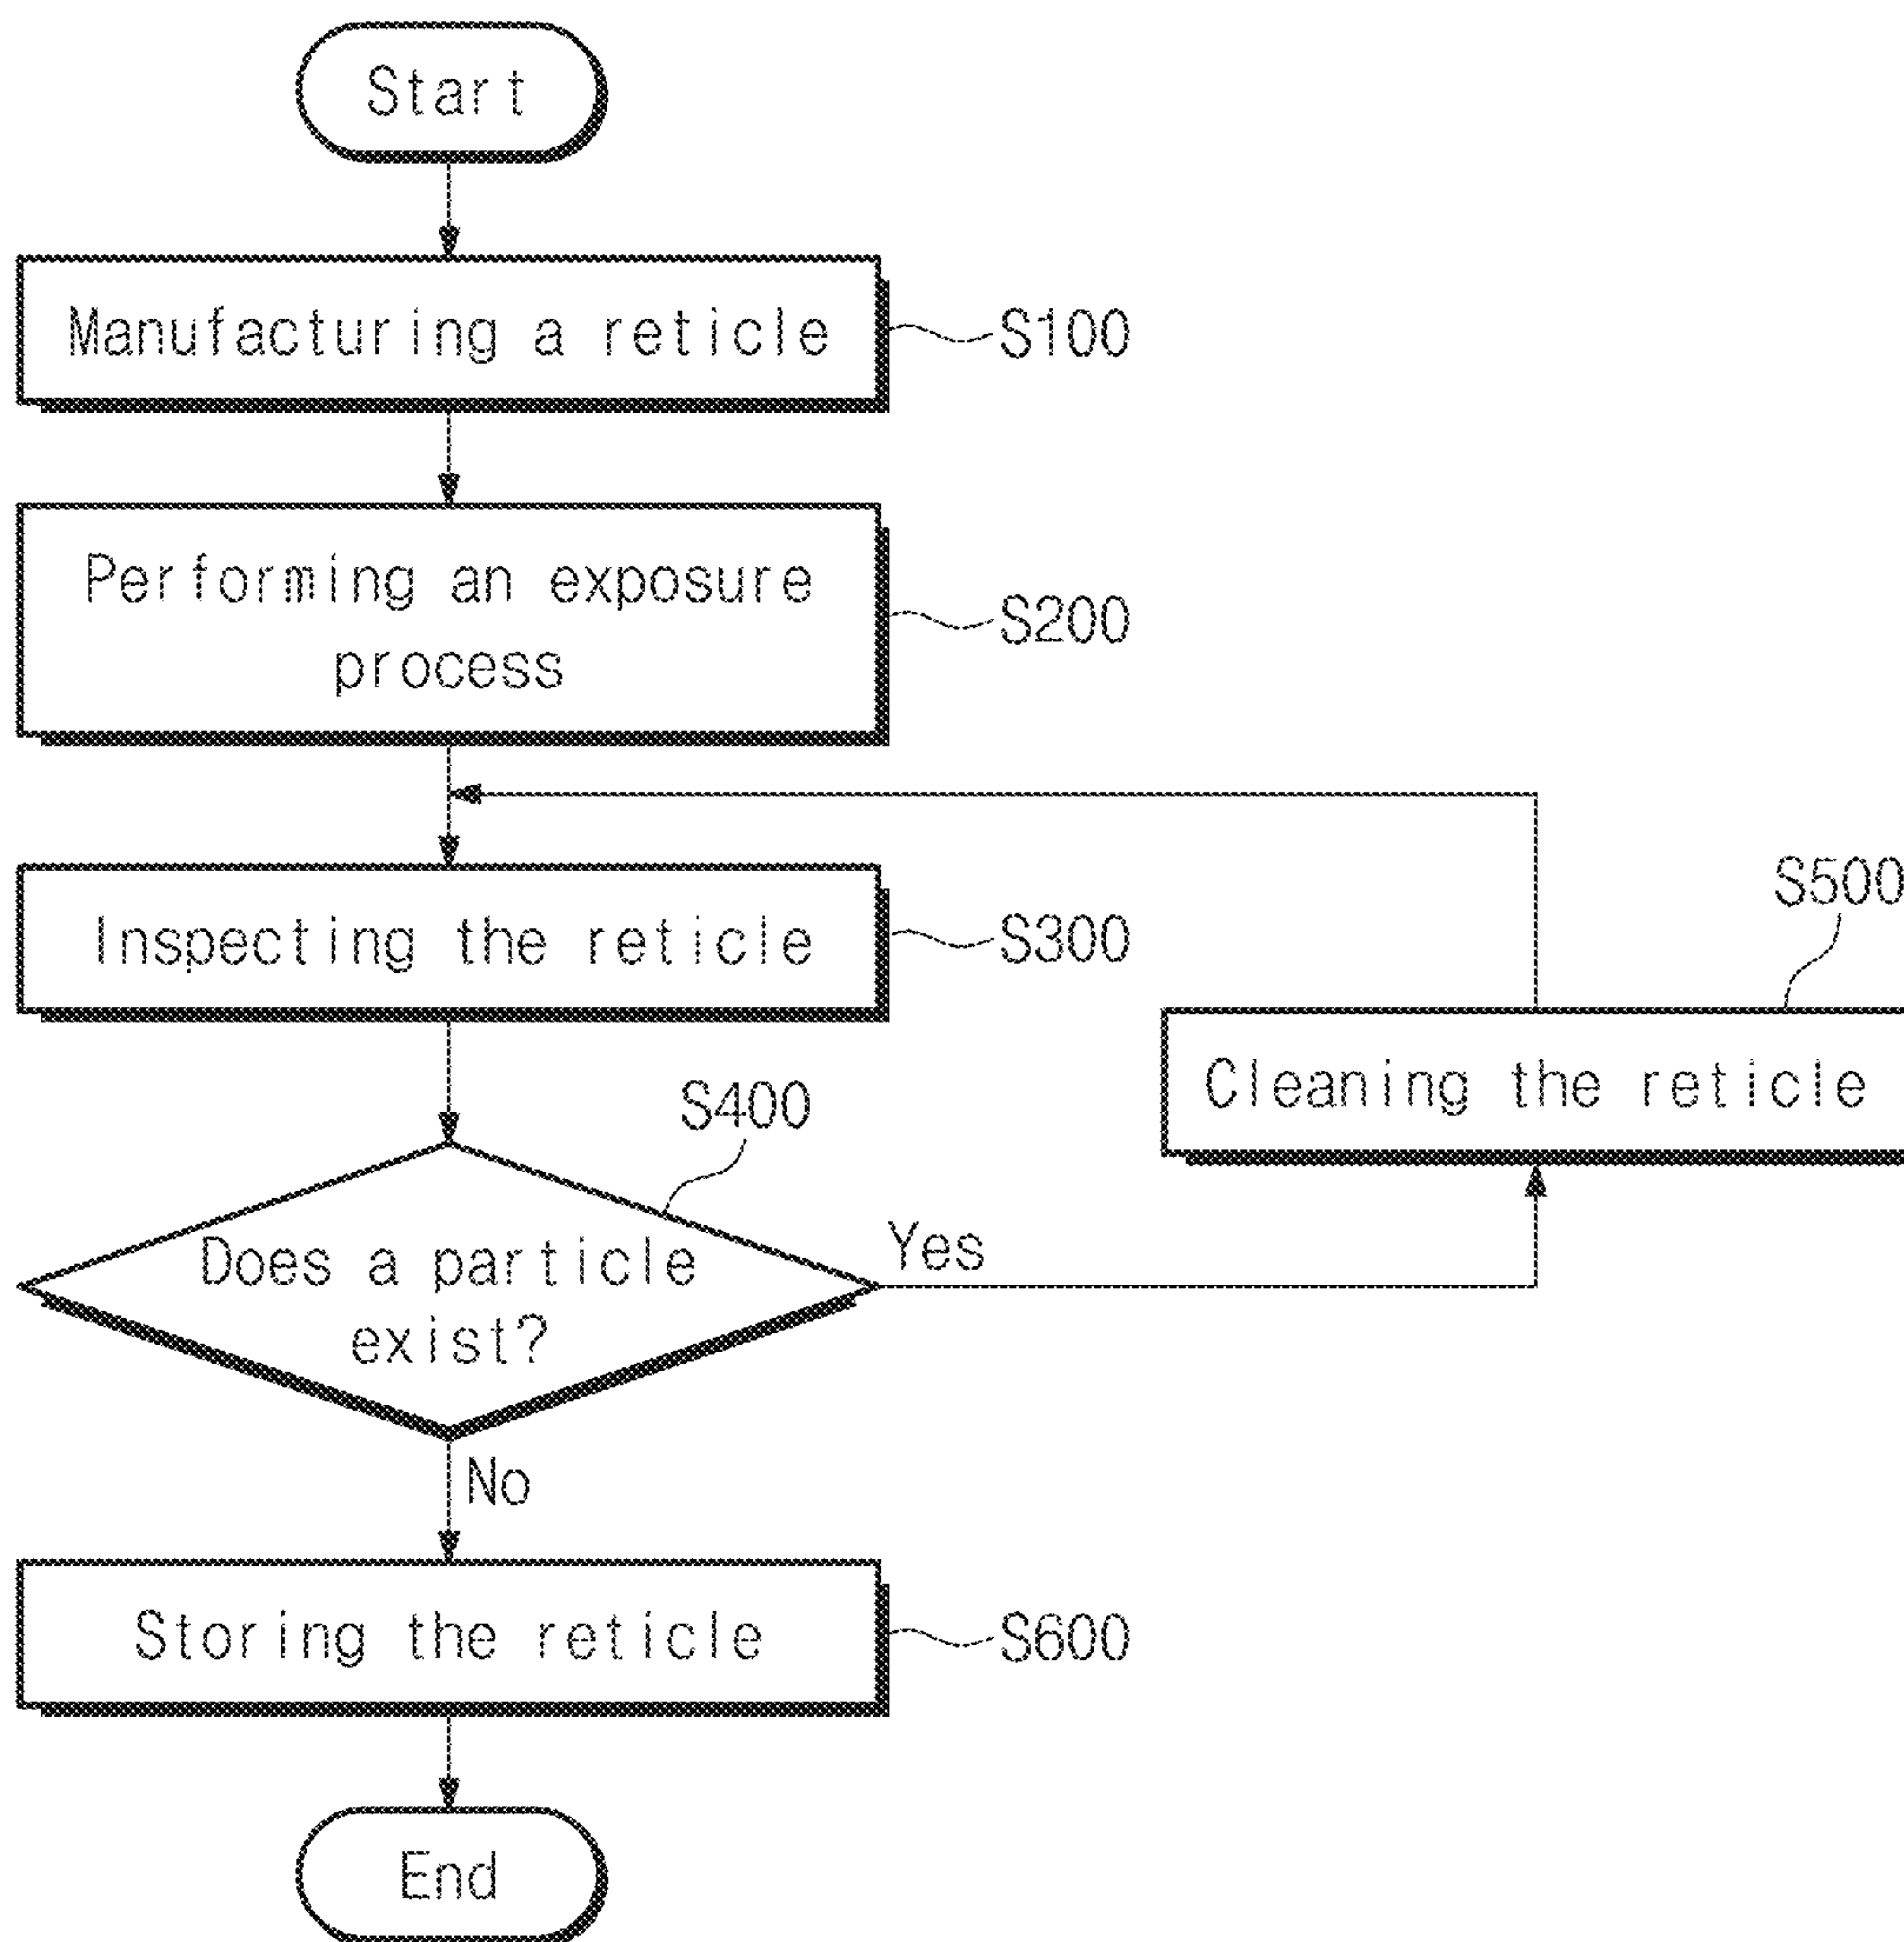 Start
Manufacturing a reticle
S100
Performing an exposure
process
S200
Inspecting the reticle
S300
S500
Cleaning the reticle
S400
Does a particle
exist?
Yes
No
Storing the reticle
S600
End